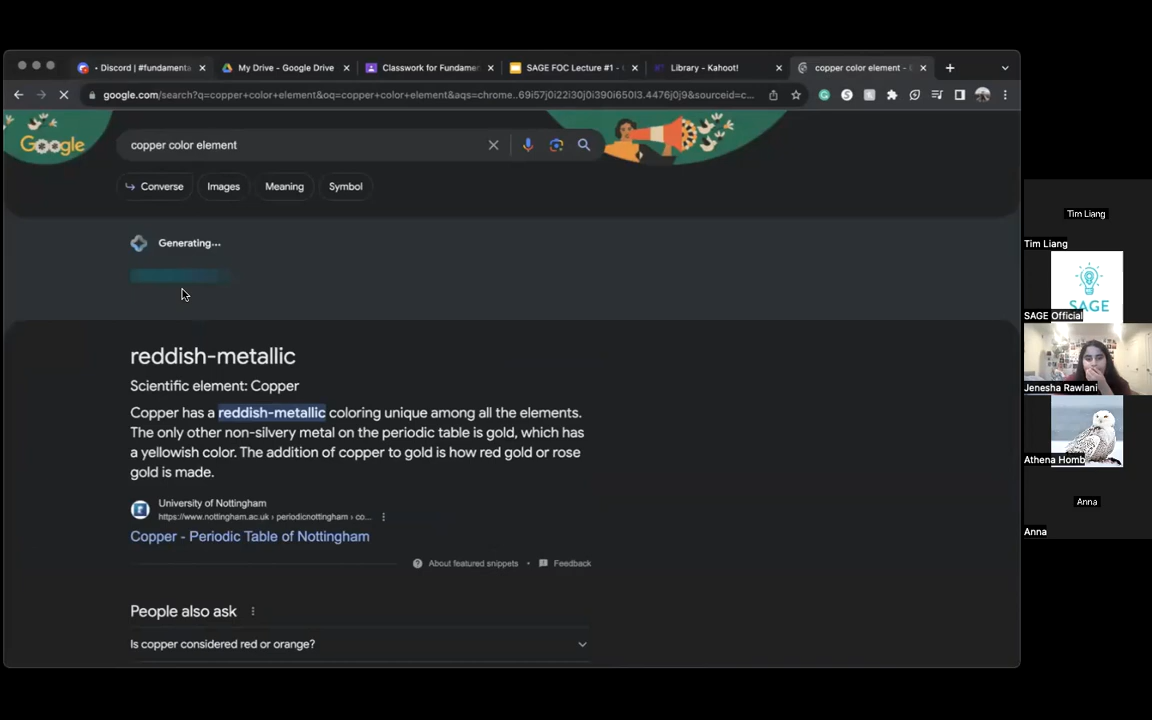 Discord | #fundamenta
My Drive - Google Drive
Classwork for Fundamen
SAGE FOC Lecture #1 -
Library - Kahoot!
copper color element -
google.com/search?q=copper+color+element&oq=copper+color+element&aqs=chrome..69i57j0i22i30j0i390i650l3.4476j0j9&sourceid=c...
Google
copper color element
Converse
Images
Meaning
Symbol
Generating...
reddish-metallic
Scientific element: Copper
Copper has a reddish-metallic coloring unique among all the elements.
The only other non-silvery metal on the periodic table is gold, which has
a yellowish color. The addition of copper to gold is how red gold or rose
gold is made.
University of Nottingham
https://www.nottingham.ac.uk › periodicnottingham › co...
Copper - Periodic Table of Nottingham
About featured snippets
Feedback
People also ask
Is copper considered red or orange?
Tim Liang
Tim Liang
SAGE
SAGE Official
Jenesha Rawlani
Athena Homb
Anna
Anna